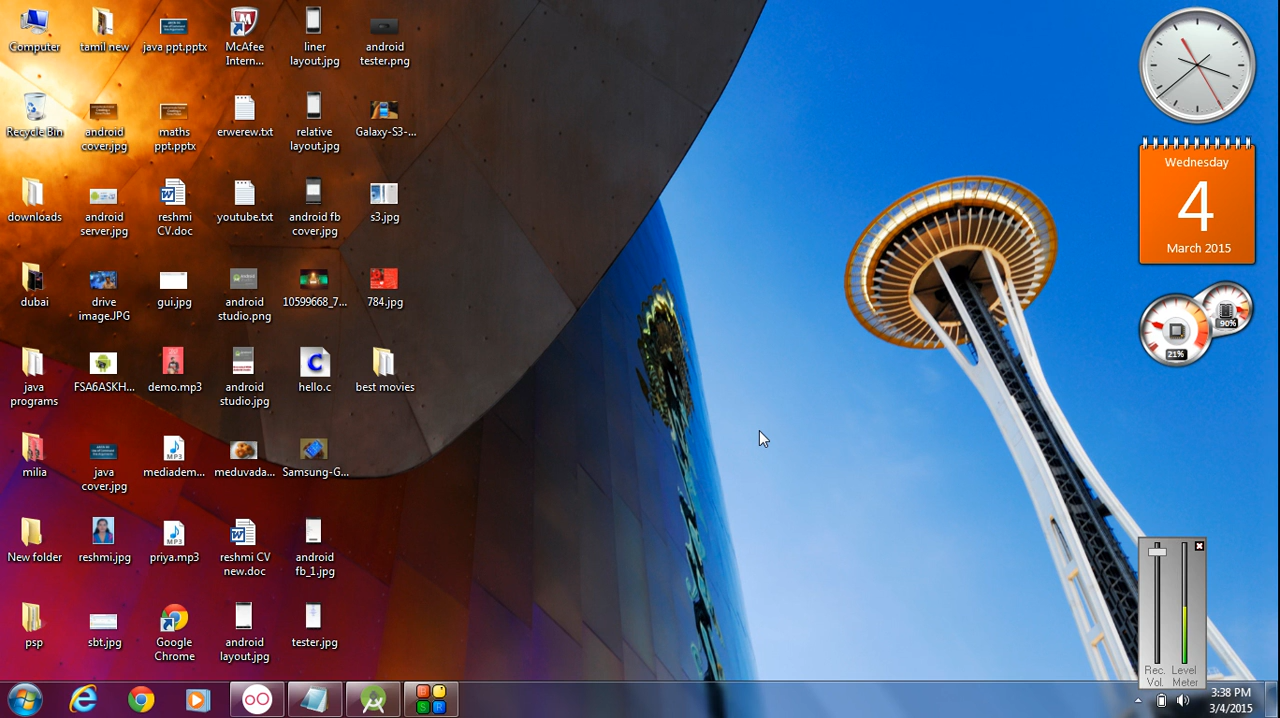 Computer
tamil new
java ppt.pptx
McAfee
Intern...
liner
layout.jpg
android
tester.png
Recycle Bin
android
cover.jpg
maths
ppt.pptx
erwerew.txt
relative
layout.jpg
Galaxy-S3-...
downloads
android
server.jpg
reshmi
CV.doc
youtube.txt
android fb
cover.jpg
s3.jpg
dubai
drive
image.JPG
gui.jpg
android
studio.png
10599668_7...
784.jpg
java
programs
FSA6ASKH...
demo.mp3
android
studio.jpg
hello.c
best movies
milia
java
cover.jpg
MP3
mediadem...
meduvada...
Samsung-G...
New folder
reshmi.jpg
MP3
priya.mp3
reshmi CV
new.doc
android
fb_1.jpg
psp
sbt.jpg
Google
Chrome
android
layout.jpg
tester.jpg
Wednesday
4
March 2015
90%
21%
Rec.
Vol.
Level
Meter
3:38 PM
3/4/2015